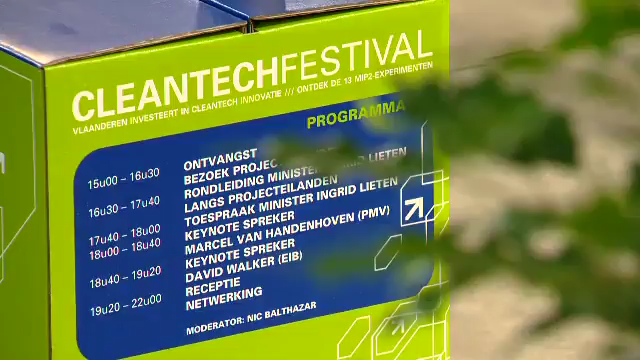 CLEANTECHFESTIVAL
VLAANDEREN INVESTEERT IN CLEANTECH INNOVATIE /// ONTDEK DE 13 MIP2-EXPERIMENTEN
PROGRAMMA
15u00 – 16u30 ONTVANGST
BEZOEK
16u30 – 17u40 RONDLEIDING MINISTER INGRID LIETEN
LANGS PROJECTEILANDEN
17u40 – 18u00 TOESPRAAK MINISTER INGRID LIETEN
18u00 – 18u40 KEYNOTE SPREKER
MARCEL VAN HANDENHOVEN (PMV)
18u40 – 19u20 KEYNOTE SPREKER
DAVID WALKER (EIB)
19u20 – 22u00 RECEPTIE
NETWERKING
MODERATOR: NIC BALTHAZAR